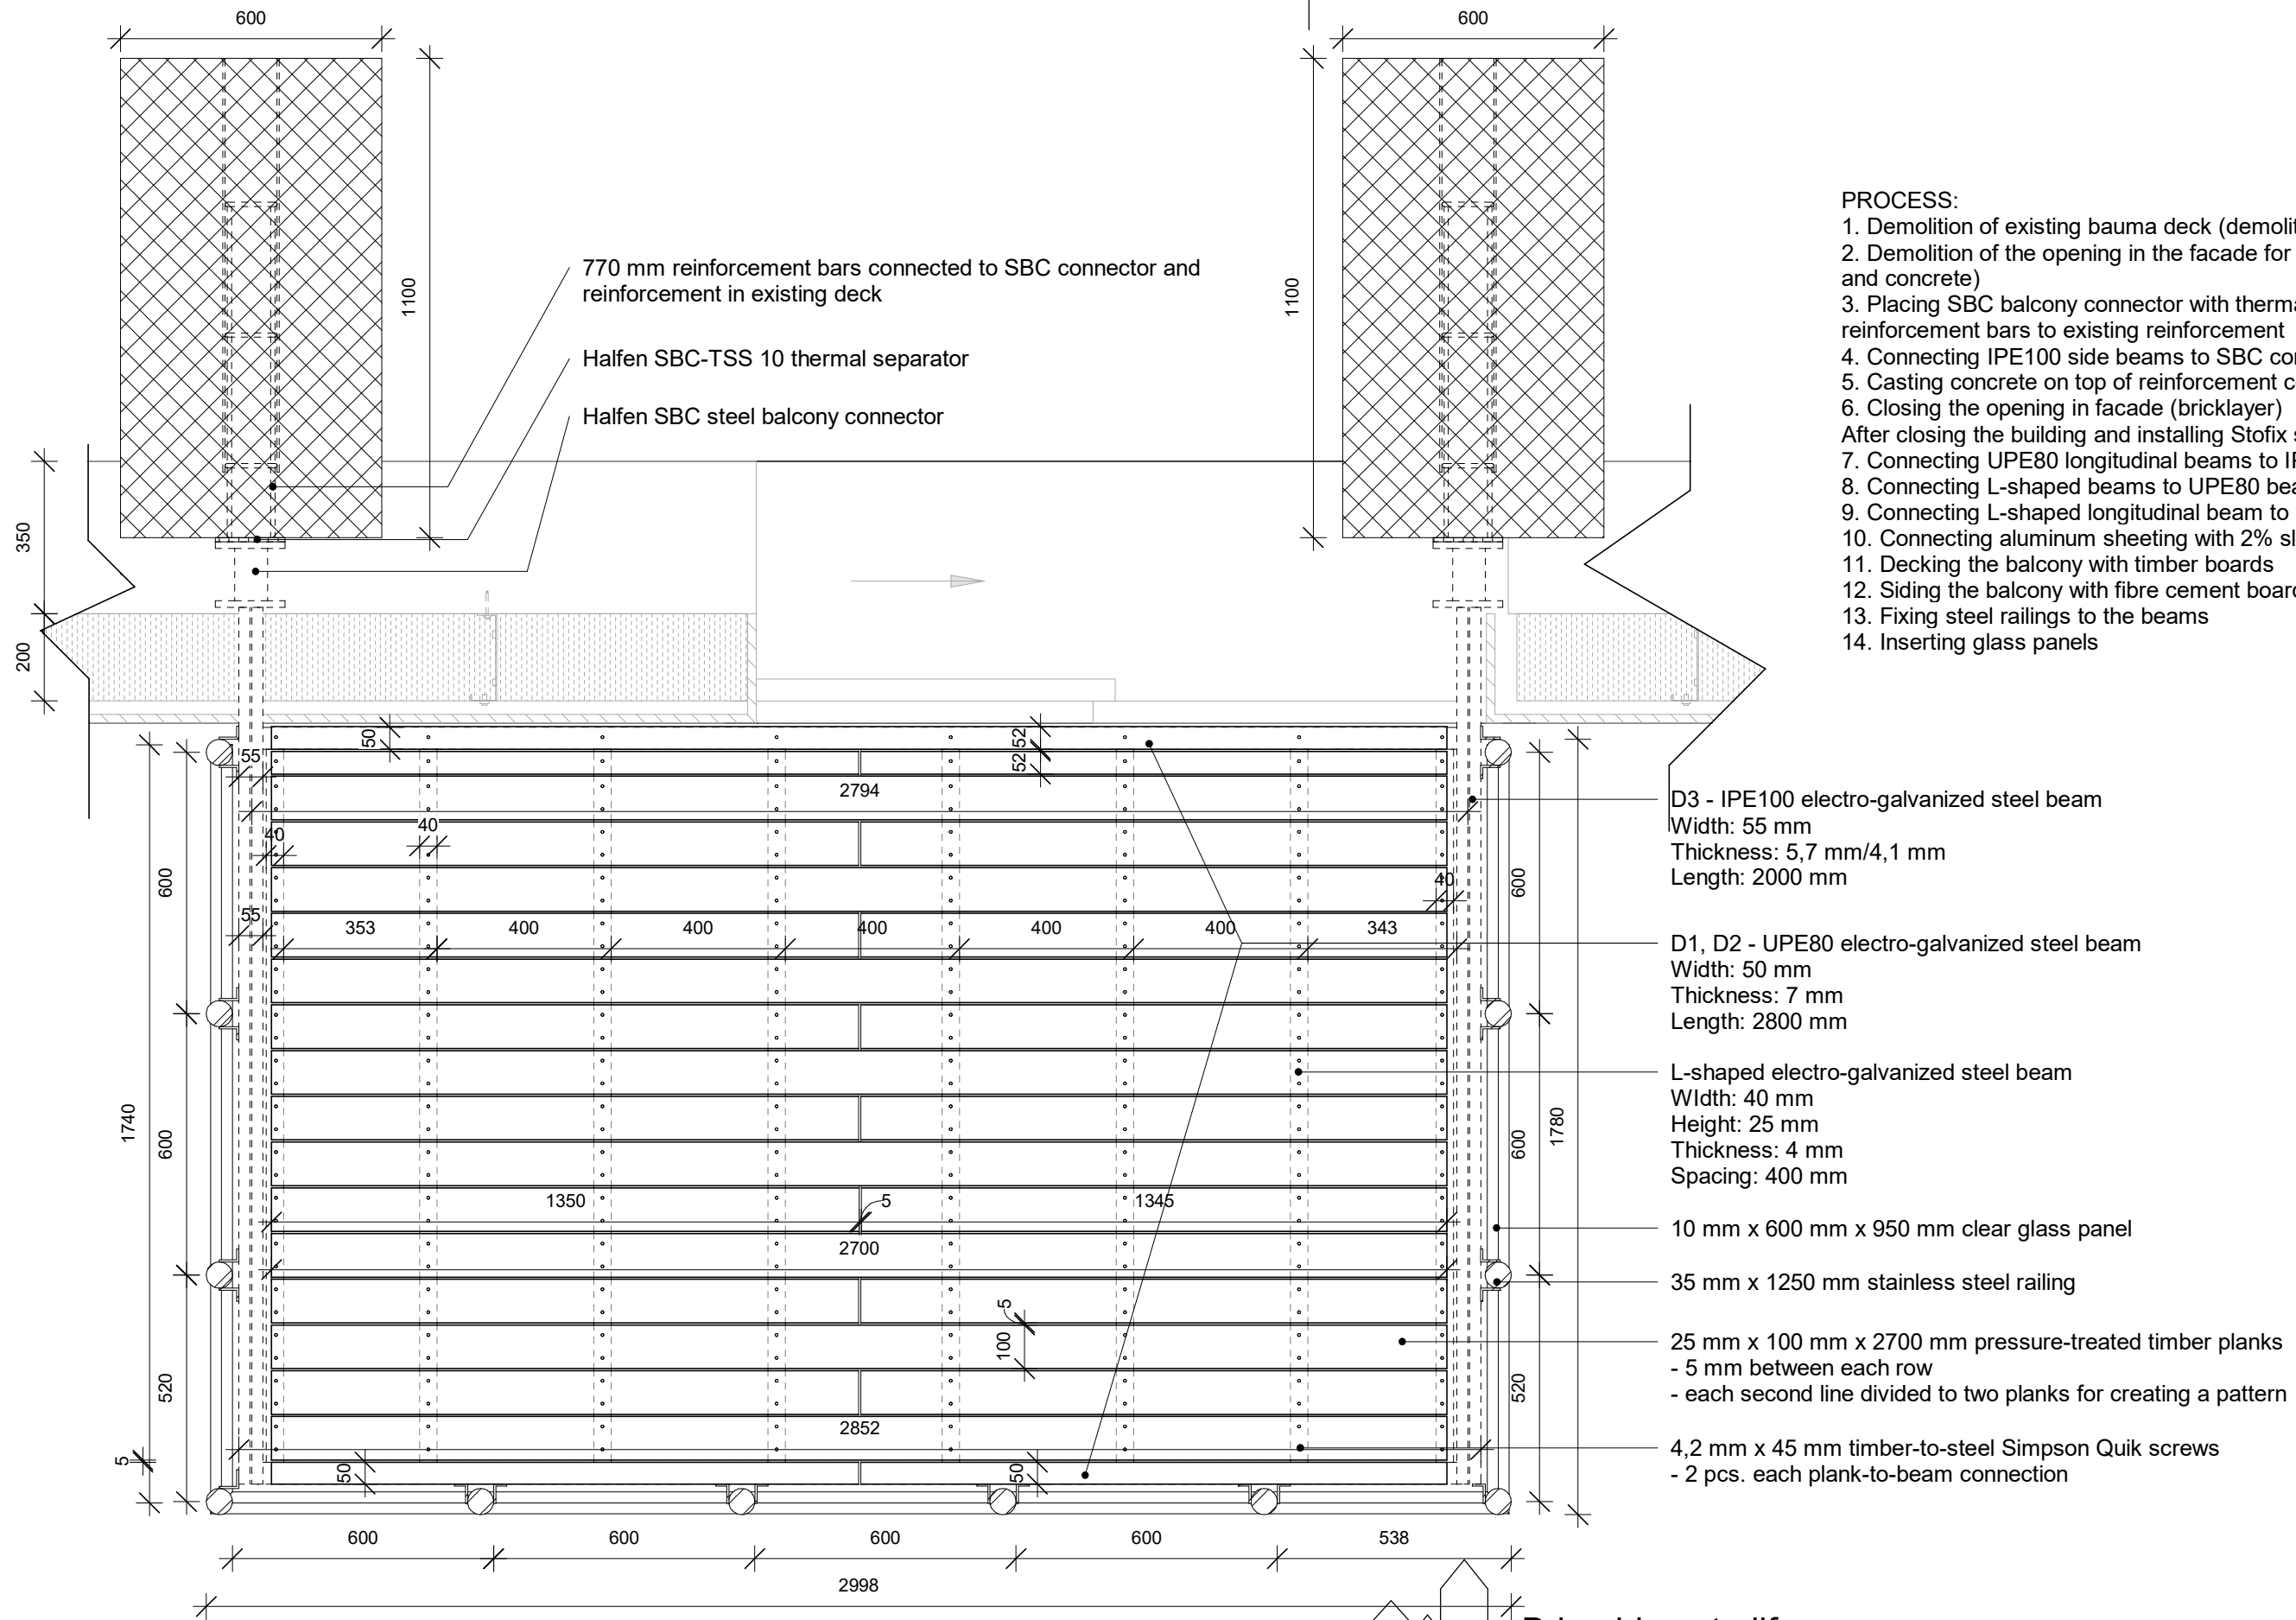 600
600
1100
1100
770 mm reinforcement bars connected to SBC connector and
reinforcement in existing deck
Halfen SBC-TSS 10 thermal separator
Halfen SBC steel balcony connector
PROCESS:
1. Demolition of existing bauma deck
2. Demolition of the opening in the facade for
and concrete)
3. Placing SBC balcony connector with
reinforcement bars to existing reinforcement
4. Connecting IPE100 side beams to SBC
5. Casting concrete on top of reinforcement
6. Closing the opening in facade (bricklayer)
After closing the building and installing Stofix
7. Connecting UPE80 longitudinal beams to
8. Connecting L-shaped beams to UPE80
9. Connecting L-shaped longitudinal beam to
10. Connecting aluminum sheeting with 2%
11. Decking the balcony with timber boards
12. Siding the balcony with fibre cement
13. Fixing steel railings to the beams
14. Inserting glass panels
350
200
50
52
52
55
2794
40
40
40
600
600
55
353
400
400
400
400
400
343
1740
600
600
1780
1350
5
1345
2700
5
100
520
520
2852
5
50
50
600
600
600
600
538
2998
D3 - IPE100 electro-galvanized steel beam
Width: 55 mm
Thickness: 5,7 mm/4,1 mm
Length: 2000 mm
D1, D2 - UPE80 electro-galvanized steel beam
Width: 50 mm
Thickness: 7 mm
Length: 2800 mm
L-shaped electro-galvanized steel beam
WIdth: 40 mm
Height: 25 mm
Thickness: 4 mm
Spacing: 400 mm
10 mm x 600 mm x 950 mm clear glass panel
35 mm x 1250 mm stainless steel railing
25 mm x 100 mm x 2700 mm pressure-treated timber planks
- 5 mm between each row
- each second line divided to two planks for creating a pattern
4,2 mm x 45 mm timber-to-steel Simpson Quik screws
- 2 pcs. each plank-to-beam connection